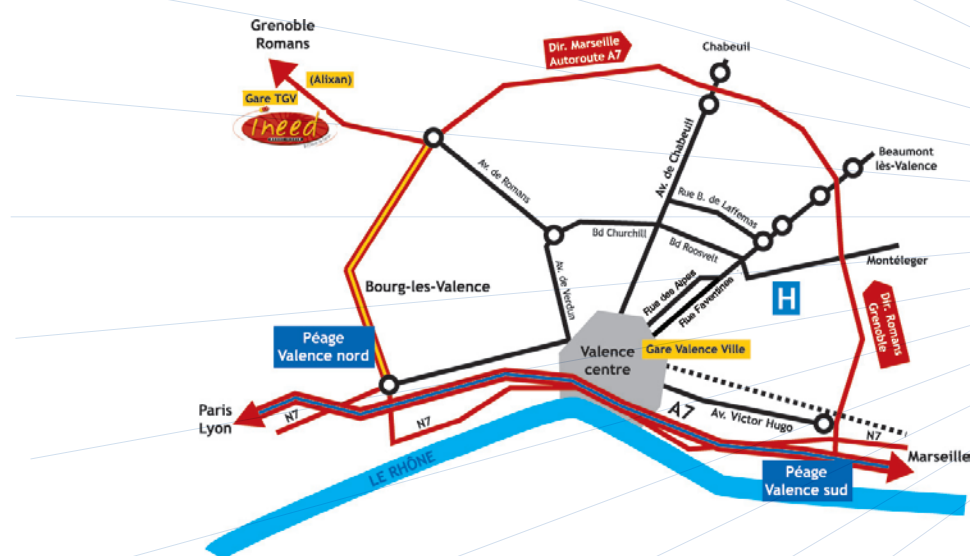 Grenoble
Romans
(Alixan)
Gare TGV
Ineed
Dir. Marseille
Autoroute A7
Chabeuil
Av. de Chabeuil
Beaumont
lès-Valence
Av. de Romans
Rue B. de Laffemas
Bd Churchill
Bd Roosvelt
Montéleger
Av. de Verdun
Rue des Alpes
Rue Faventines
H
Bourg-les-Valence
Dir. Romans
Grenoble
Péage
Valence nord
Valence
centre
Gare Valence Ville
Paris
Lyon
N7
N7
A7
Av. Victor Hugo
N7
Marseille
LE RHÔNE
Péage
Valence sud